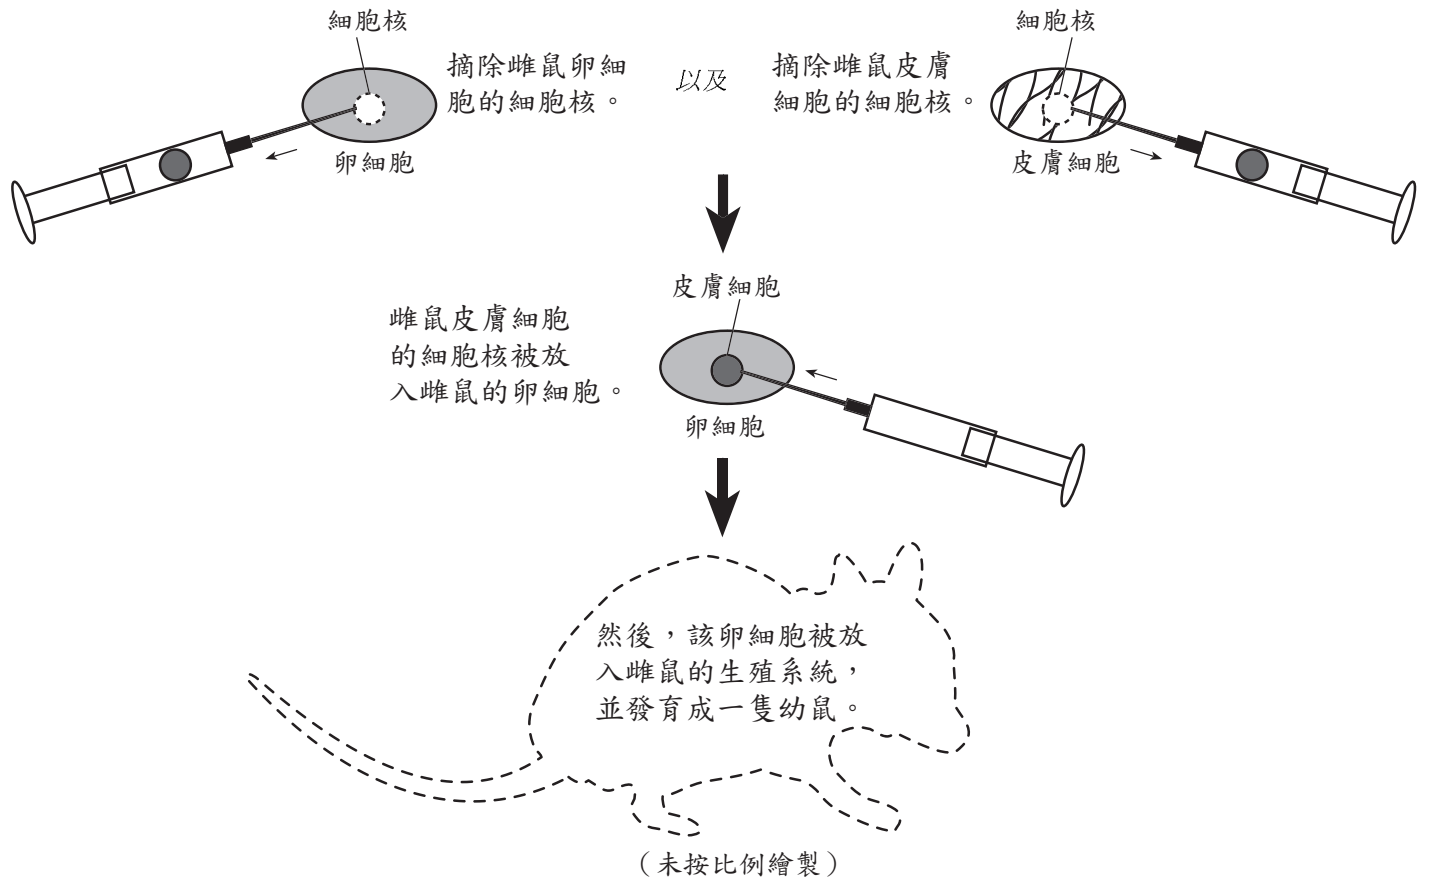 細胞核
摘除雌鼠卵細
胞的細胞核。
卵細胞
以及
細胞核
摘除雌鼠皮膚
細胞的細胞核。
皮膚細胞
皮膚細胞
雌鼠皮膚細胞
的細胞核被放
入雌鼠的卵細胞。
卵細胞
然後，該卵細胞被放
入雌鼠的生殖系統，
並發育成一隻幼鼠。
（未按比例繪製）